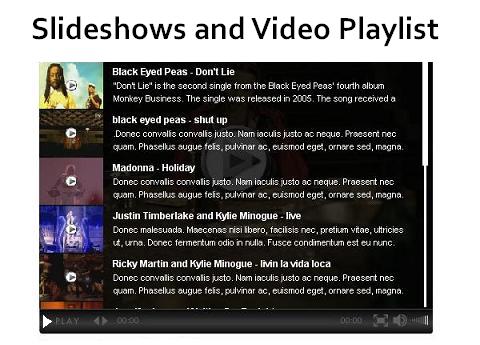 Slideshows and Video Playlist
Black Eyed Peas - Don't Lie
"Don't Lie" is the second single from the Black Eyed Peas' fourth album
Monkey Business. The single was released in 2005. The song received a
black eyed peas - shut up
.Donec convallis convallis justo. Nam iaculis justo ac neque. Praesent nec
quam. Phasellus augue felis, pulvinar ac, euismod eget, ornare sed, magna.
Madonna - Holiday
Donec convallis convallis justo. Nam iaculis justo ac neque. Praesent nec
quam. Phasellus augue felis, pulvinar ac, euismod eget, ornare sed, magna.
Justin Timberlake and Kylie Minogue - live
Donec malesuada. Maecenas nisi libero, facilisis nec, pretium vitae, ultricies
ut, urna. Donec fermentum odio in nulla. Fusce condimentum est eu nunc.
Ricky Martin and Kylie Minogue - livin la vida loca
Donec convallis convallis justo. Nam iaculis justo ac neque. Praesent nec
quam. Phasellus augue felis, pulvinar ac, euismod eget, ornare sed, magna.
PLAY 00:00 00:00